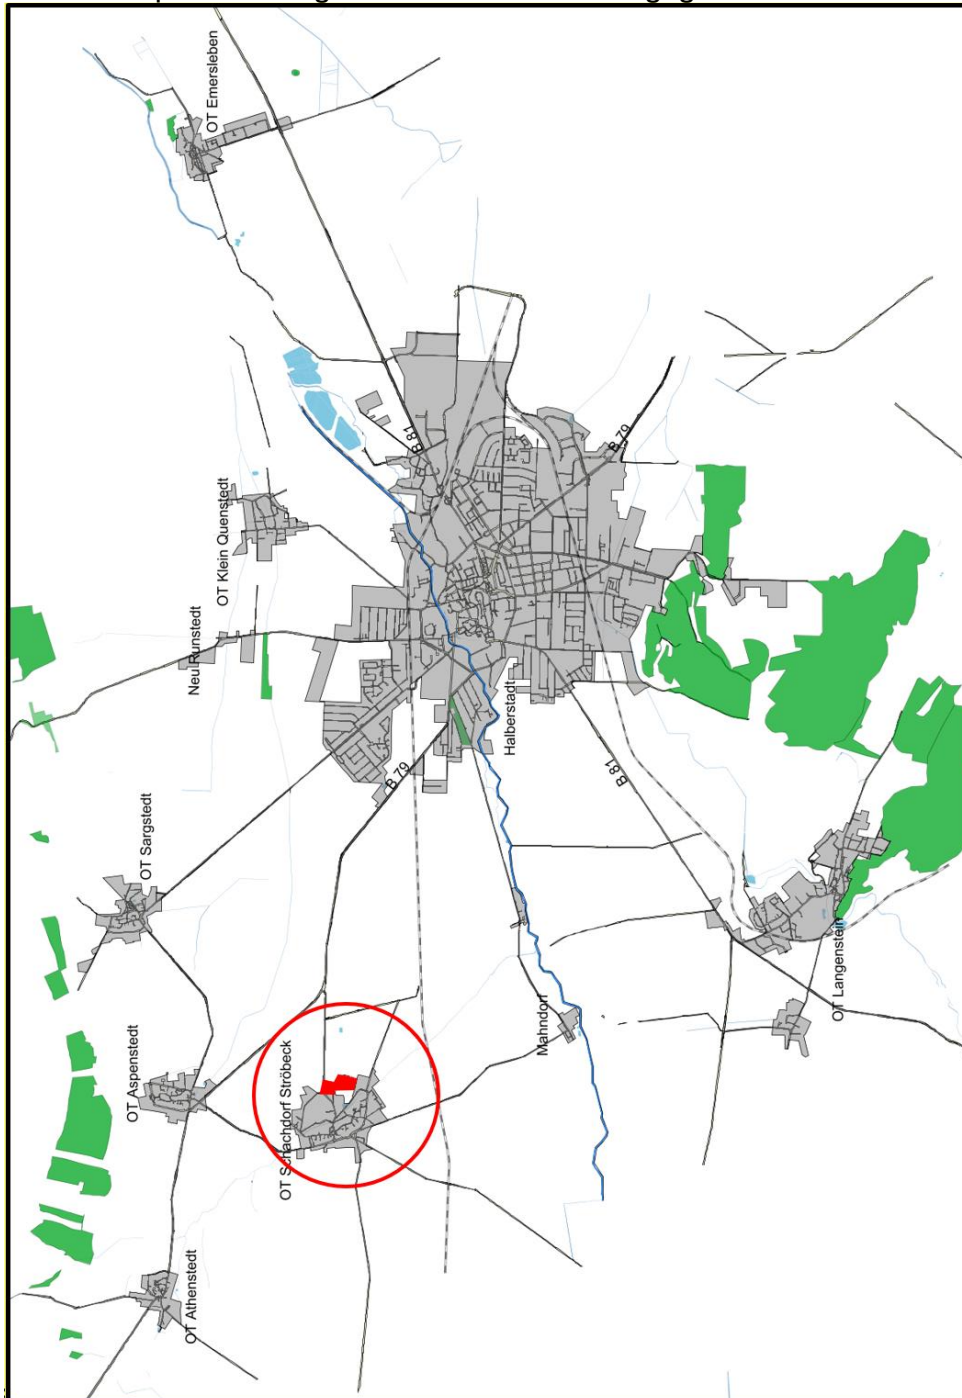 OT Emersleben
B 81
B 79
OT Klein Quenstedt
Neu Runstedt
Halberstadt
B 79
B 81
OT Sargstedt
OT Langenstein
Mahndorf
OT Aspenstedt
OT Schachdorf Ströbeck
OT Athenstedt